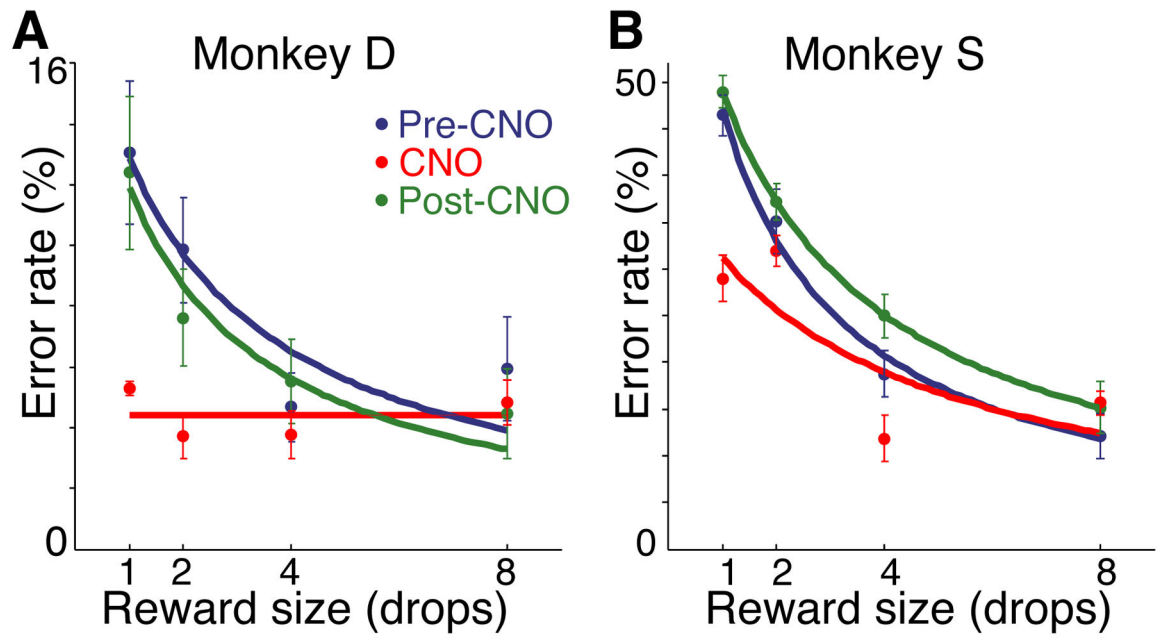 A
Monkey D
16
Pre-CNO
CNO
Post-CNO
Error rate (%)
0
1 2 4 8
Reward size (drops)
B
Monkey S
50
Error rate (%)
0
1 2 4 8
Reward size (drops)